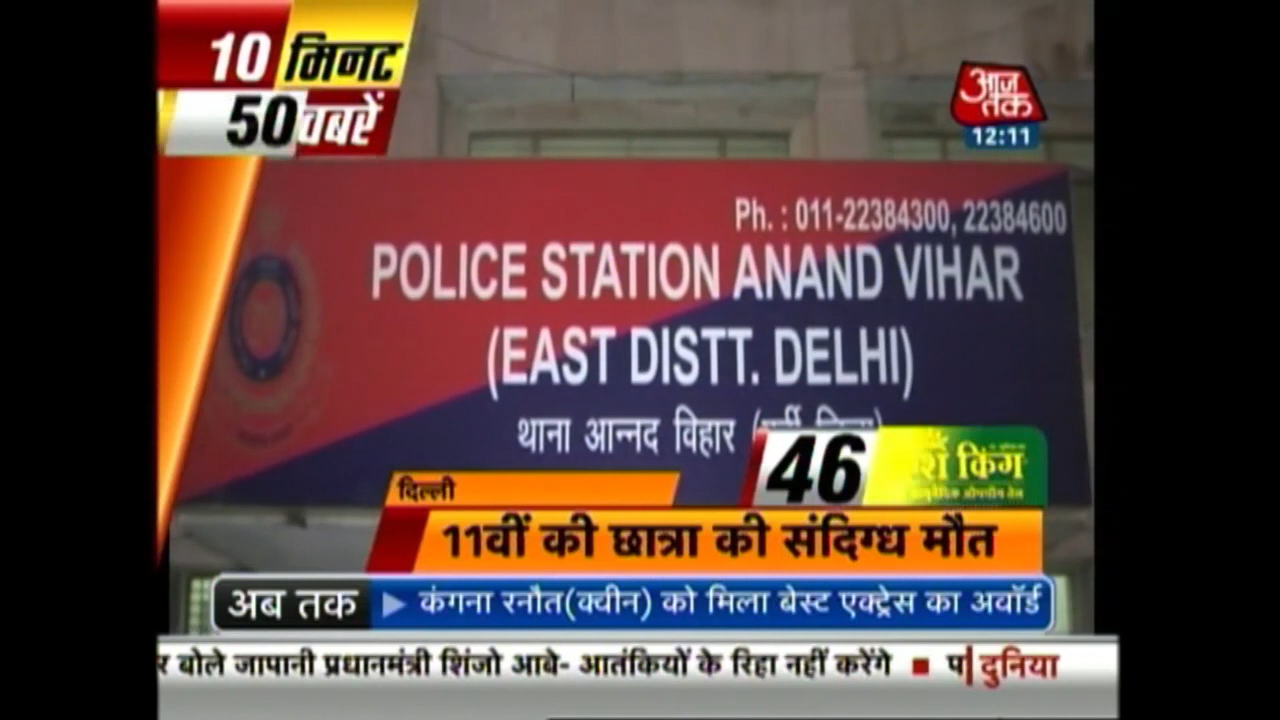 10 मिनट
50 खबरें
आज
तक
12:11
Ph. : 011-22384300, 22384600
POLICE STATION ANAND VIHAR
(EAST DISTT. DELHI)
थाना आन्नद विहार
46
किंग
दिल्ली
11वीं की छात्रा की संदिग्ध मौत
अब तक
कंगना रनौत(क्वीन) को मिला बेस्ट एक्ट्रेस का अवॉर्ड
र बोले जापानी प्रधानमंत्री शिंजो आबे- आतंकियों के रिहा नहीं करेंगे ■ प दुनिया